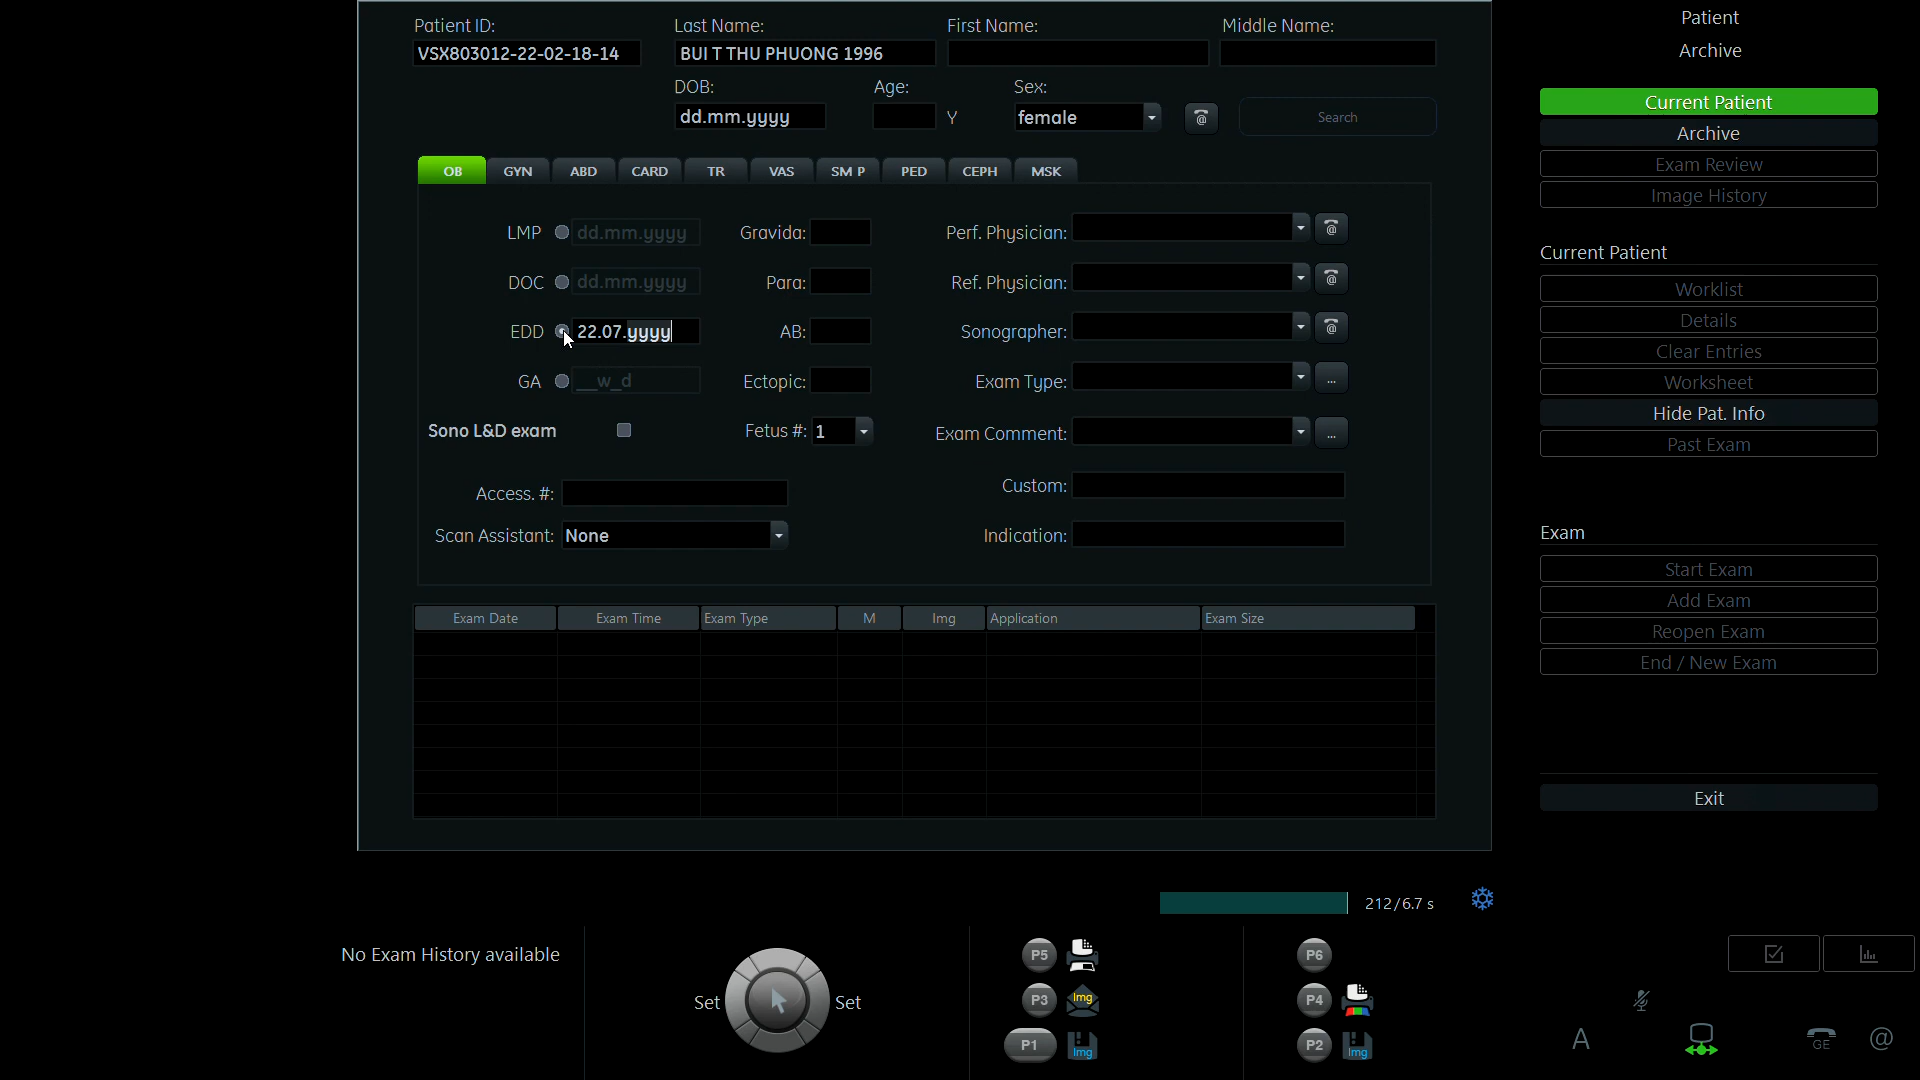 Patient ID: Last Name: First Name: Middle Name:
VSX803012-22-02-18-14 BUI T THU PHUONG 1996
DOB: Age: Sex:
dd.mm.yyyy Y female @ Search
OB GYN ABD CARD TR VAS SM P PED CEPH MSK
LMP dd.mm.yyyy Gravida: Perf. Physician: @
DOC dd.mm.yyyy Para: Ref. Physician: @
EDD 22.07.yyyy AB: Sonographer: @
GA __w_d Ectopic: Exam Type: ...
Sono L&D exam Fetus #: 1 Exam Comment: ...
Access. #: Custom:
Scan Assistant: None Indication:
Exam Date Exam Time Exam Type M Img Application Exam Size
Patient
Archive
Current Patient
Archive
Exam Review
Image History
Current Patient
Worklist
Details
Clear Entries
Worksheet
Hide Pat. Info
Past Exam
Exam
Start Exam
Add Exam
Reopen Exam
End / New Exam
Exit
212/6.7 s
No Exam History available
Set Set
P5 P6
P3 Img P4
P1 Img P2 Img
A GE @